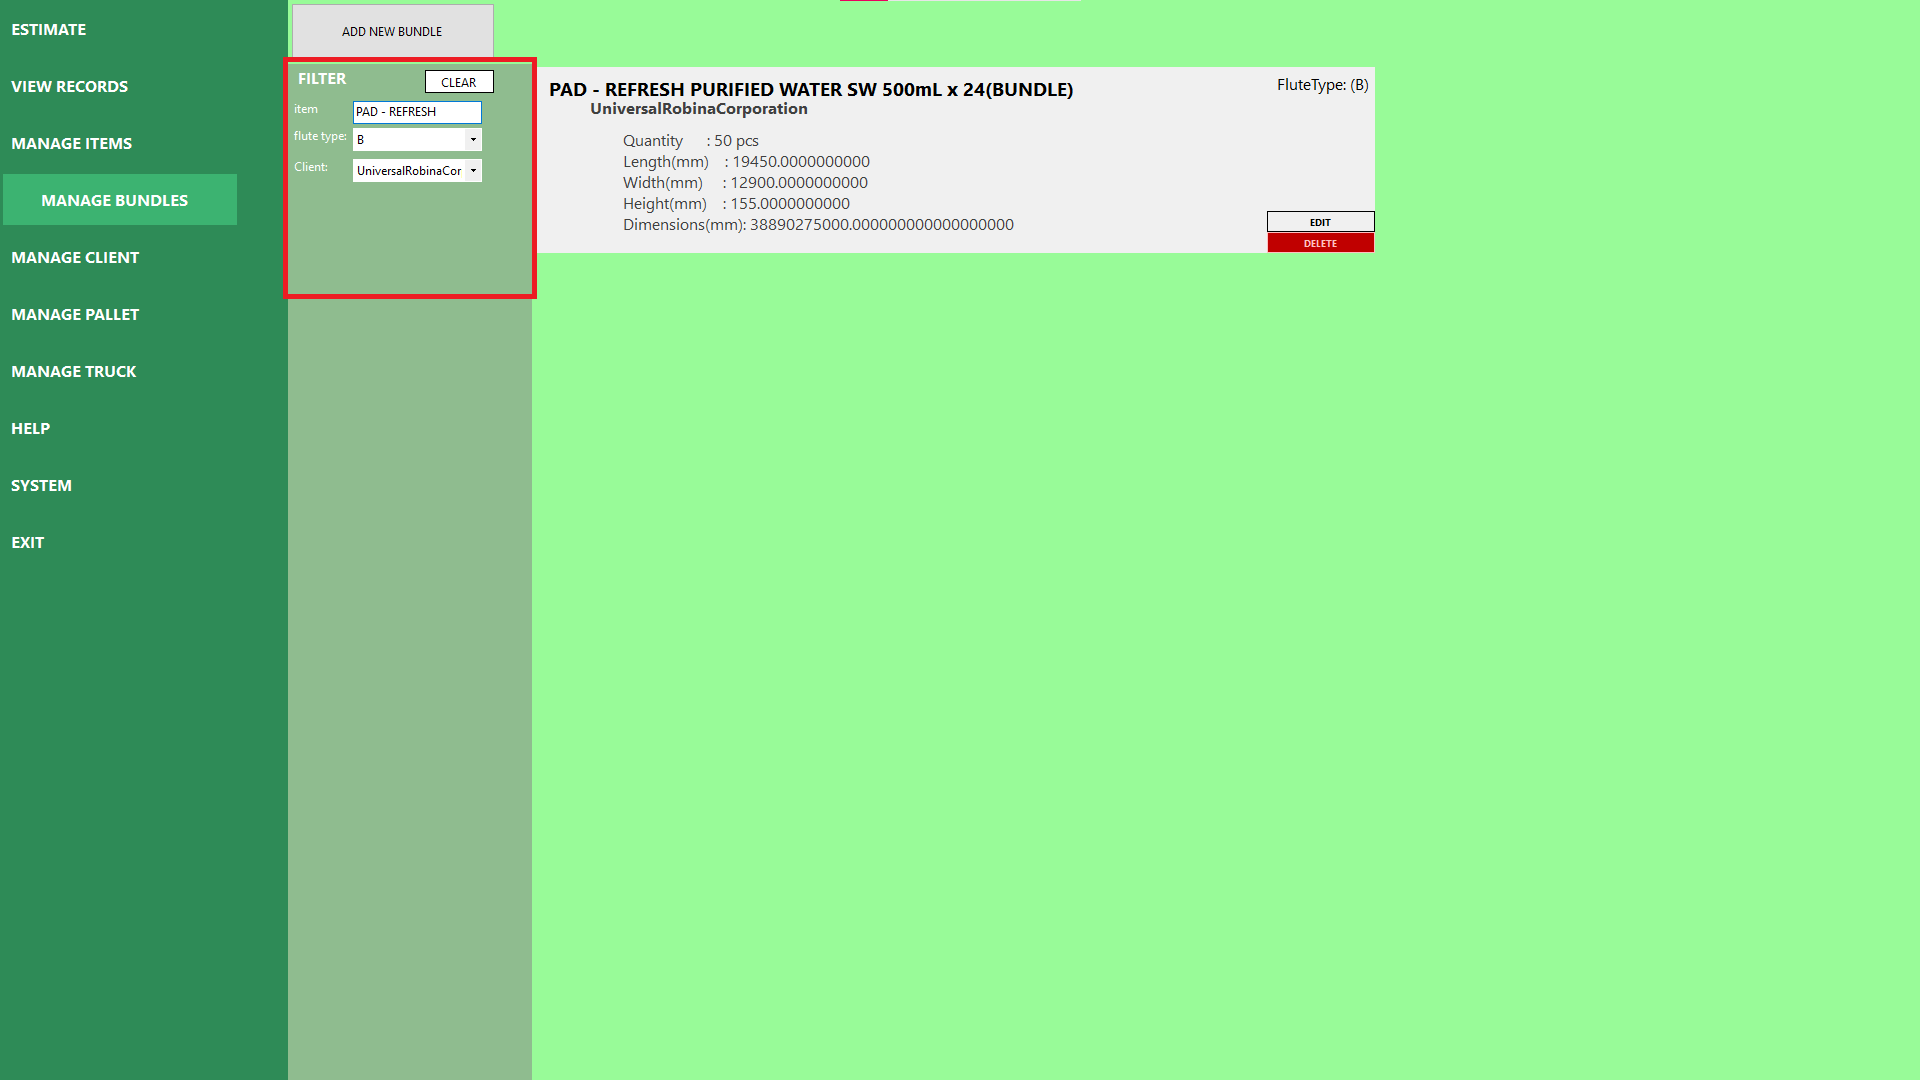 ESTIMATE
VIEW RECORDS
MANAGE ITEMS
MANAGE BUNDLES
MANAGE CLIENT
MANAGE PALLET
MANAGE TRUCK
HELP
SYSTEM
EXIT
ADD NEW BUNDLE
FILTER CLEAR
item PAD - REFRESH
flute type: B
Client: UniversalRobinaCor
PAD - REFRESH PURIFIED WATER SW 500mL x 24(BUNDLE) FluteType: (B)
UniversalRobinaCorporation
Quantity : 50 pcs
Length(mm) : 19450.0000000000
Width(mm) : 12900.0000000000
Height(mm) : 155.0000000000
Dimensions(mm): 38890275000.000000000000000000
EDIT
DELETE